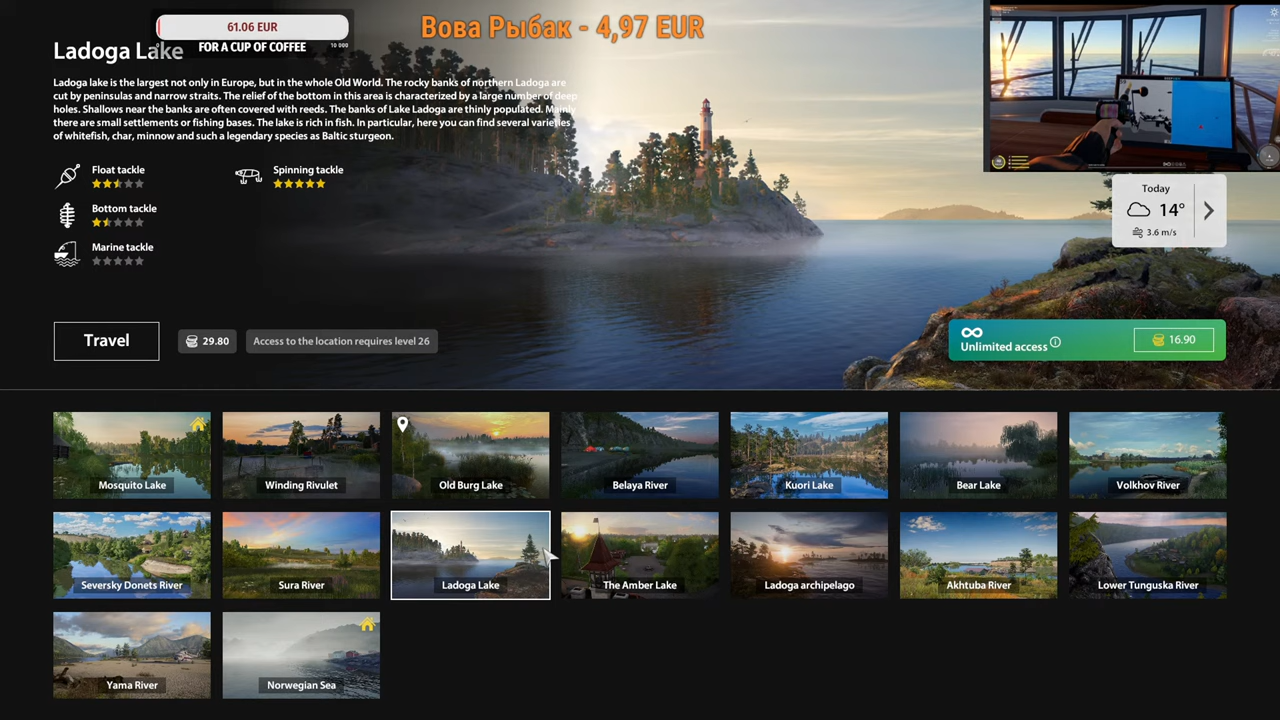 61.06 EUR
FOR A CUP OF COFFEE
10 000
Вова Рыбак - 4,97 EUR
Ladoga Lake
Ladoga lake is the largest not only in Europe, but in the whole Old World. The rocky banks of northern Ladoga are
cut by peninsulas and narrow straits. The relief of the bottom in this area is characterized by a large number of deep
holes. Shallows near the banks are often covered with reeds. The banks of Lake Ladoga are thinly populated. Mainly
there are small settlements or fishing bases. The lake is rich in fish. In particular, here you can find several varieties
of whitefish, char, minnow and such a legendary species as Baltic sturgeon.
Float tackle
Spinning tackle
Bottom tackle
Marine tackle
Today
14°
3.6 m/s
Travel
29.80
Access to the location requires level 26
Unlimited access
16.90
Mosquito Lake
Winding Rivulet
Old Burg Lake
Belaya River
Kuori Lake
Bear Lake
Volkhov River
Seversky Donets River
Sura River
Ladoga Lake
The Amber Lake
Ladoga archipelago
Akhtuba River
Lower Tunguska River
Yama River
Norwegian Sea